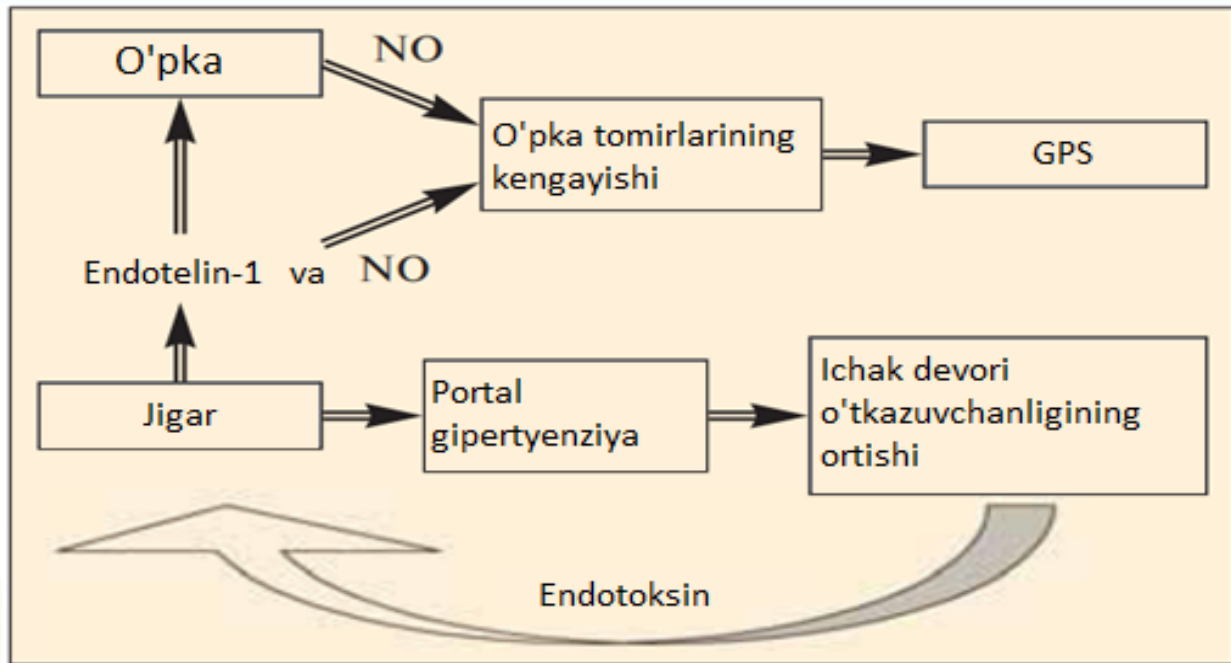 O'pka
NO
O'pka tomirlarining
kengayishi
GPS
Endotelin-1 va NO
Jigar
Portal
gipertyenziya
Ichak devori
o'tkazuvchanligining
ortishi
Endotoksin